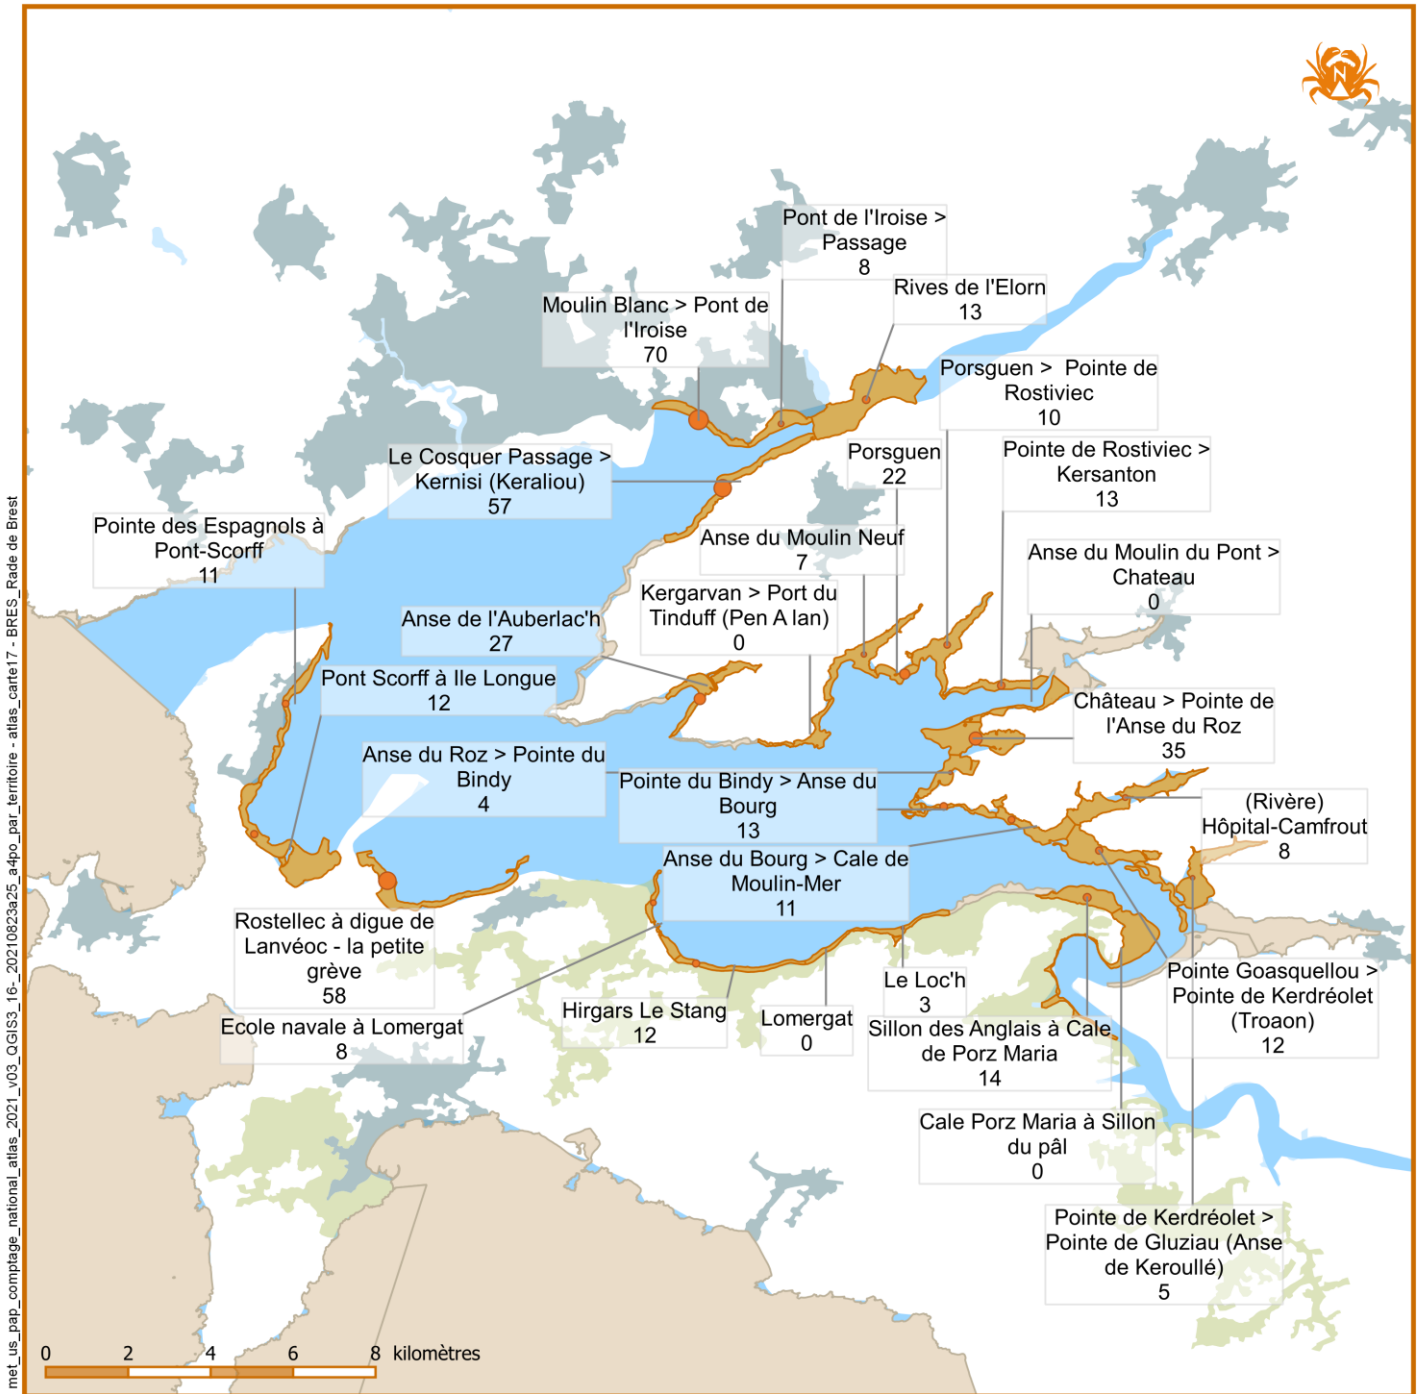 N
Pont de l'Iroise >
Passage
8
Rives de l'Elorn
13
Moulin Blanc > Pont de
l'Iroise
70
Porsguen > Pointe de
Rostiviec
10
Le Cosquer Passage >
Kernisi (Keraliou)
57
Porsguen
22
Pointe de Rostiviec >
Kersanton
13
Pointe des Espagnols à
Pont-Scorff
11
Anse du Moulin Neuf
7
Anse du Moulin du Pont >
Chateau
0
Kergarvan > Port du
Tinduff (Pen A lan)
0
Anse de l'Auberlac'h
27
Pont Scorff à Ile Longue
12
Château > Pointe de
l'Anse du Roz
35
Anse du Roz > Pointe du
Bindy
4
Pointe du Bindy > Anse du
Bourg
13
(Rivère)
Hôpital-Camfrout
8
Anse du Bourg > Cale de
Moulin-Mer
11
Rostellec à digue de
Lanvéoc - la petite
grève
58
Ecole navale à Lomergat
8
Hirgars Le Stang
12
Lomergat
0
Le Loc'h
3
Sillon des Anglais à Cale
de Porz Maria
14
Pointe Goasquellou >
Pointe de Kerdréolet
(Troaon)
12
Cale Porz Maria à Sillon
du pâl
0
Pointe de Kerdréolet >
Pointe de Gluziau (Anse
de Keroullé)
5
0 2 4 6 8 kilomètres
met_us_pap_comptage_national_atlas_2021_v03_QGIS3_16-_20210823a25_a4po_par_territoire - atlas_carte17 - BRES_Rade de Brest